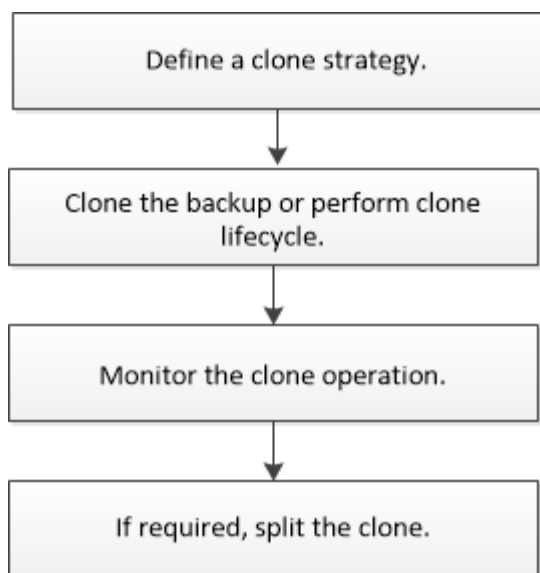 Define a clone strategy.
Clone the backup or perform clone
lifecycle.
Monitor the clone operation.
If required, split the clone.